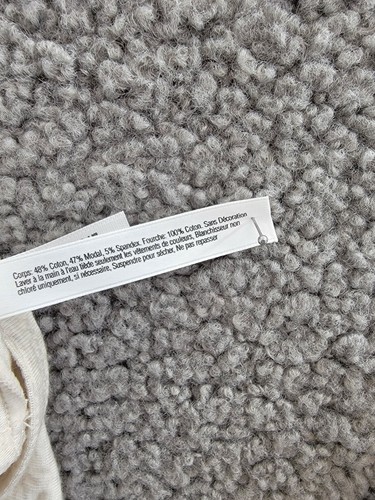 Corps: 48% Coton, 47% Modal, 5% Spandex. Fourche: 100% Coton. Sans Décoration
Laver à la main à l'eau tiède seulement les vêtements de couleurs, Blanchisseur non
chloré uniquement, si nécessaire, Suspendre pour sécher, Ne pas repasser